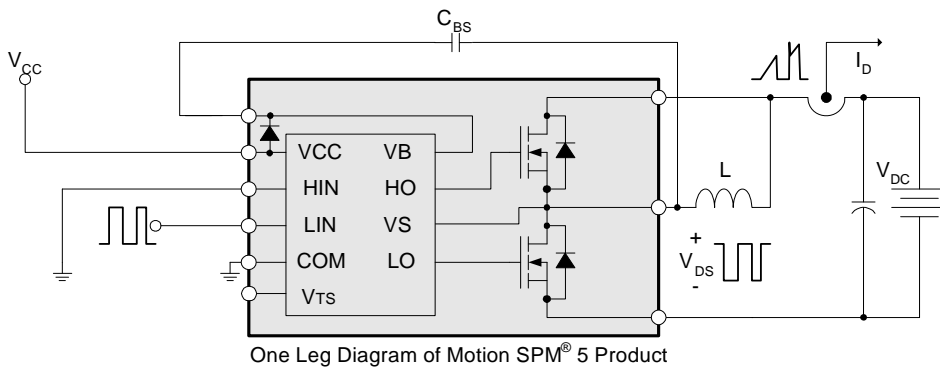 C_BS
V_CC
I_D
VCC VB
HIN HO
LIN VS
COM LO
V_TS
L
V_DC
+
V_DS
-
One Leg Diagram of Motion SPM® 5 Product